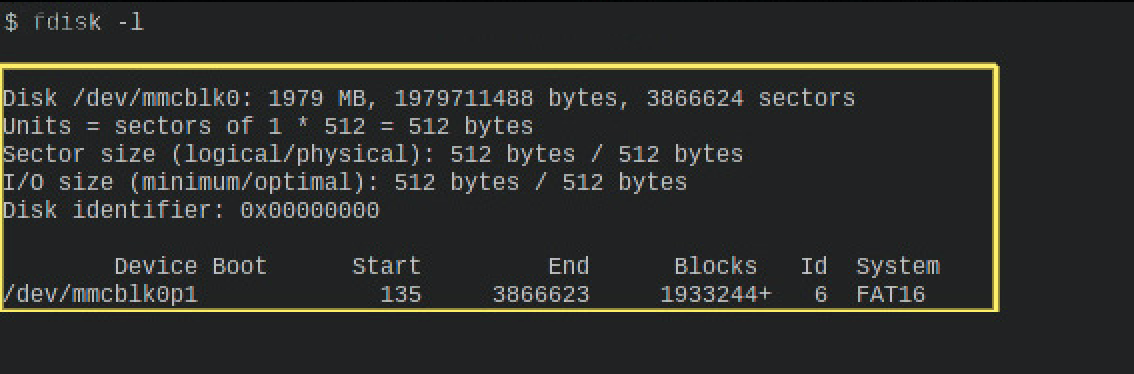 $ fdisk -l
Disk /dev/mmcblk0: 1979 MB, 1979711488 bytes, 3866624 sectors
Units = sectors of 1 * 512 = 512 bytes
Sector size (logical/physical): 512 bytes / 512 bytes
I/O size (minimum/optimal): 512 bytes / 512 bytes
Disk identifier: 0x00000000
Device Boot Start End Blocks Id System
/dev/mmcblk0p1 135 3866623 1933244+ 6 FAT16